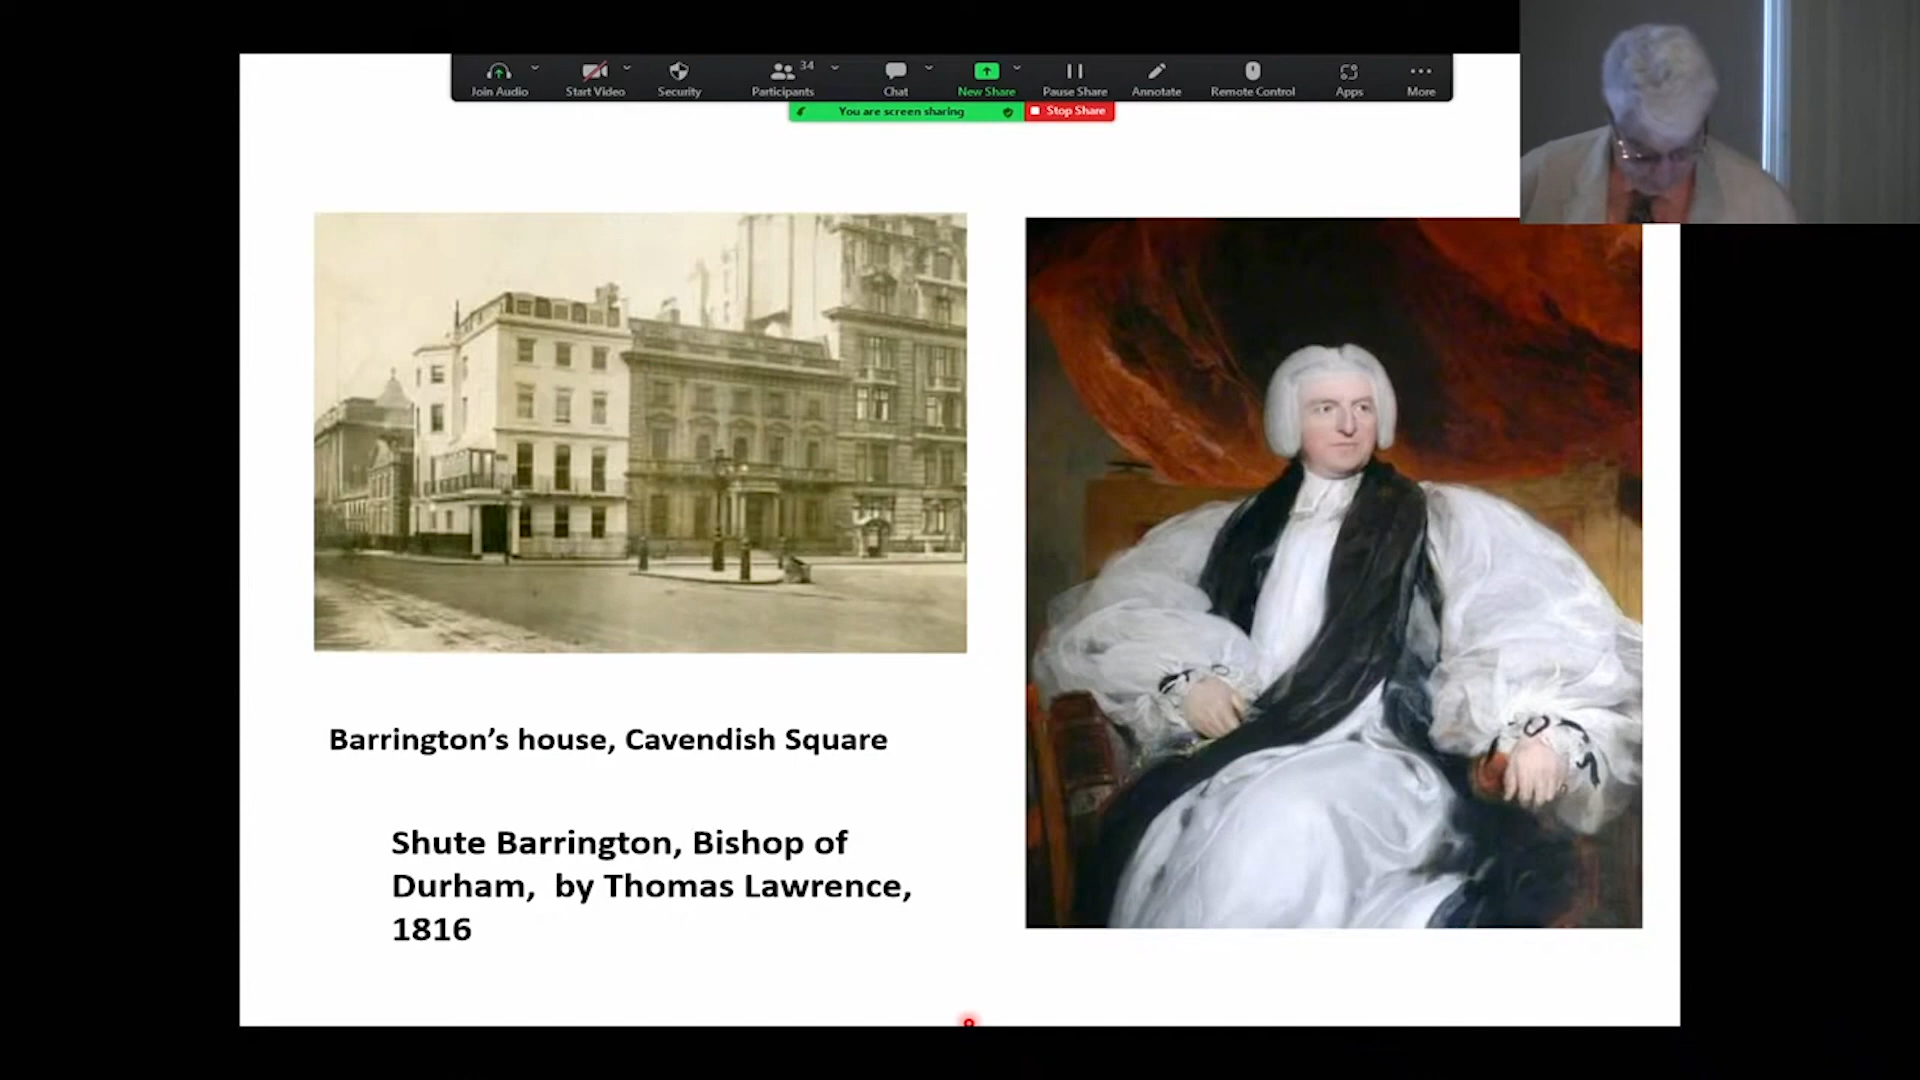 34
Join Audio
Start Video
Security
Participants
Chat
New Share
Pause Share
Annotate
Remote Control
Apps
More
You are screen sharing
Stop Share
Barrington’s house, Cavendish Square
Shute Barrington, Bishop of
Durham,  by Thomas Lawrence,
1816